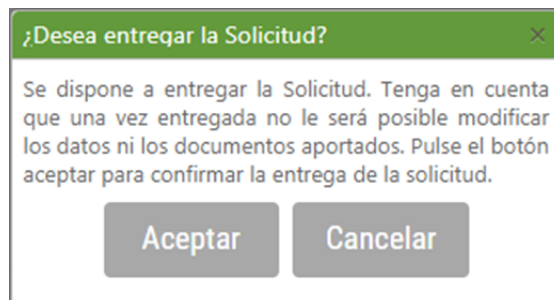 ¿Desea entregar la Solicitud?
Se dispone a entregar la Solicitud. Tenga en cuenta
que una vez entregada no le será posible modificar
los datos ni los documentos aportados. Pulse el botón
aceptar para confirmar la entrega de la solicitud.
Aceptar Cancelar